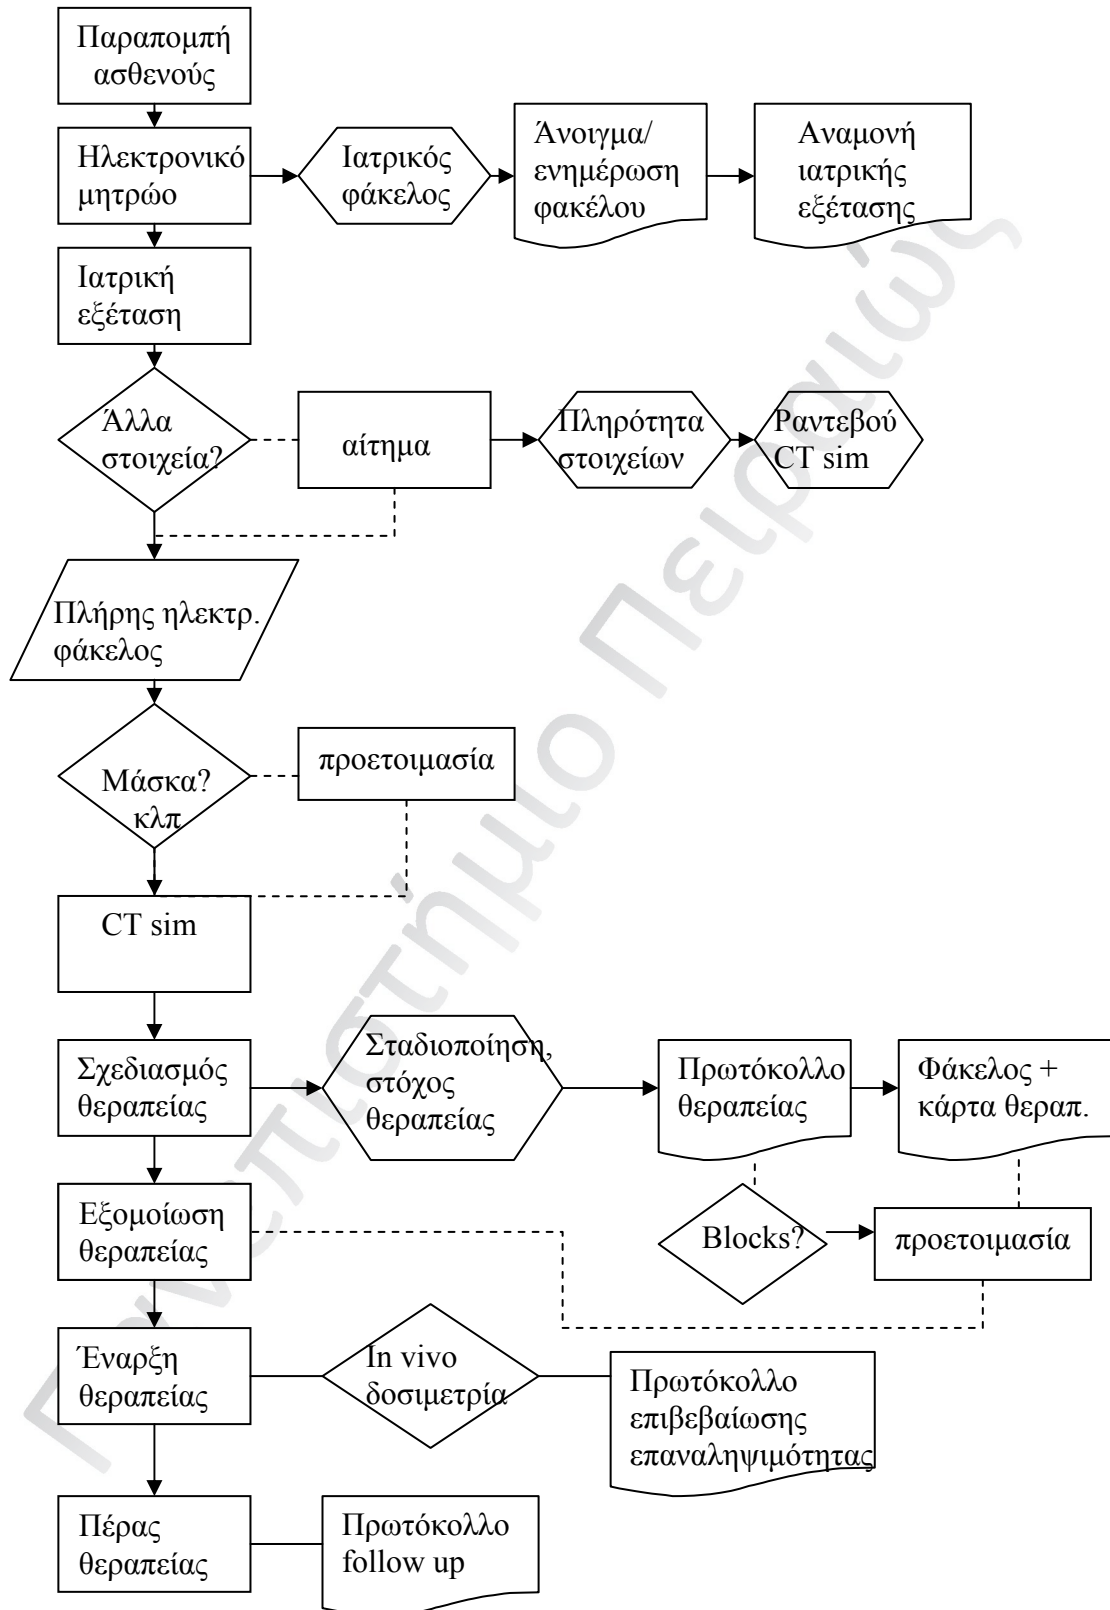 Παραπομπή
ασθενούς
Ηλεκτρονικό
μητρώο
Ιατρικός
φάκελος
Άνοιγμα/
ενημέρωση
φακέλου
Αναμονή
ιατρικής
εξέτασης
Ιατρική
εξέταση
Άλλα
στοιχεία?
αίτημα
Πληρότητα
στοιχείων
Ραντεβού
CT sim
Πλήρης ηλεκτρ.
φάκελος
Μάσκα?
κλπ
προετοιμασία
CT sim
Σχεδιασμός
θεραπείας
Σταδιοποίηση,
στόχος
θεραπείας
Πρωτόκολλο
θεραπείας
Φάκελος +
κάρτα θεραπ.
Εξομοίωση
θεραπείας
Blocks?
προετοιμασία
Έναρξη
θεραπείας
In vivo
δοσιμετρία
Πρωτόκολλο
επιβεβαίωσης
επαναληψιμότητας
Πέρας
θεραπείας
Πρωτόκολλο
follow up
Πανεπιστήμιο Πειραιώς